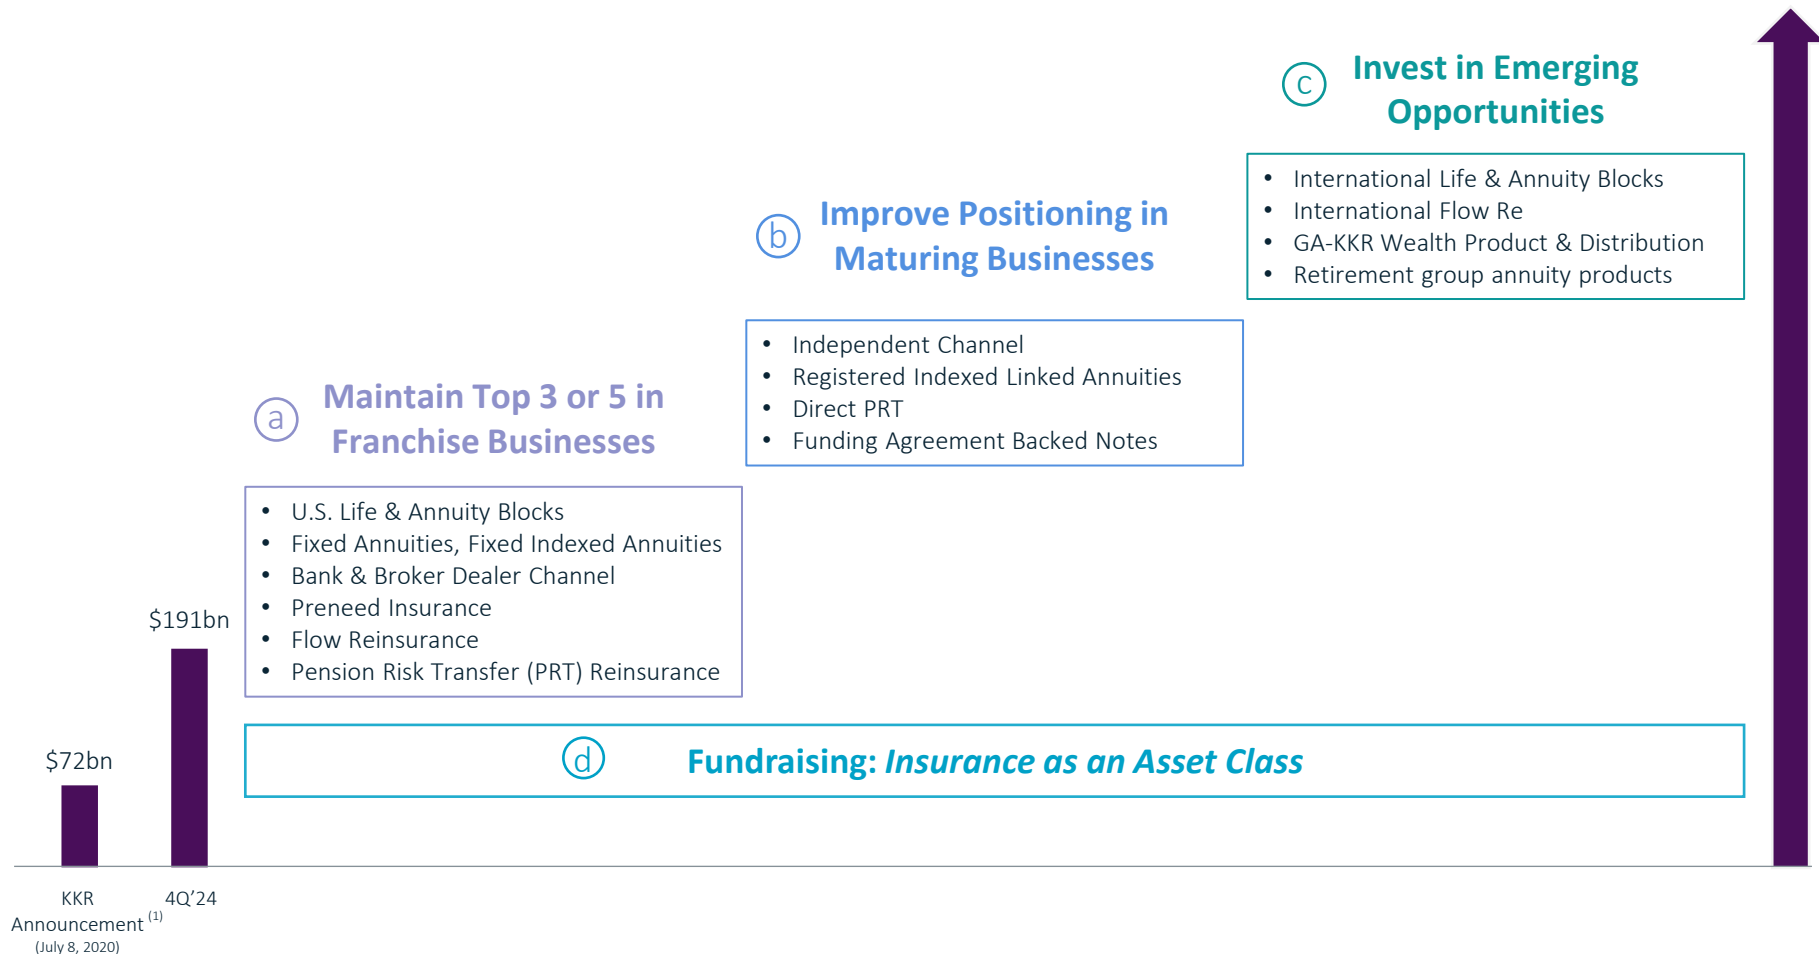 c
Invest in Emerging
Opportunities
• International Life & Annuity Blocks
• International Flow Re
• GA-KKR Wealth Product & Distribution
• Retirement group annuity products
b
Improve Positioning in
Maturing Businesses
• Independent Channel
• Registered Indexed Linked Annuities
• Direct PRT
• Funding Agreement Backed Notes
a
Maintain Top 3 or 5 in
Franchise Businesses
• U.S. Life & Annuity Blocks
• Fixed Annuities, Fixed Indexed Annuities
• Bank & Broker Dealer Channel
• Preneed Insurance
• Flow Reinsurance
• Pension Risk Transfer (PRT) Reinsurance
$191bn
$72bn
d
Fundraising: Insurance as an Asset Class
KKR
Announcement (1)
(July 8, 2020)
4Q’24